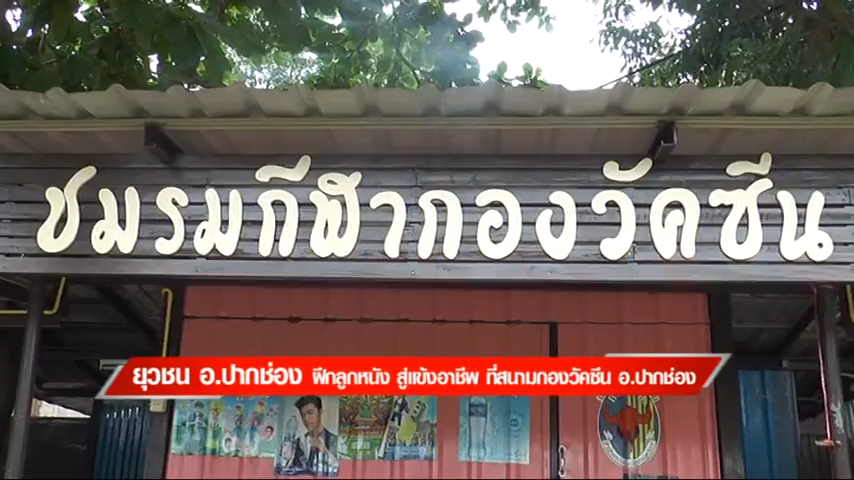 ชมรมกีฬากองวัคซีน
ยุวชน อ.ปากช่อง ฝึกลูกหนัง สู่แข้งอาชีพ ที่สนามกองวัคซีน อ.ปากช่อง